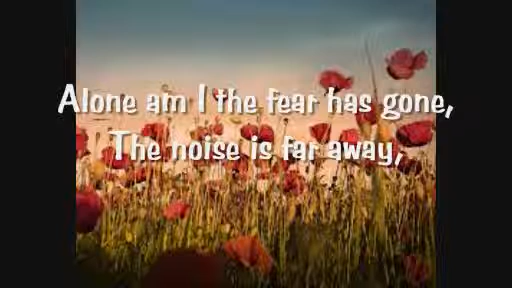 Alone am I the fear has gone,
The noise is far away,